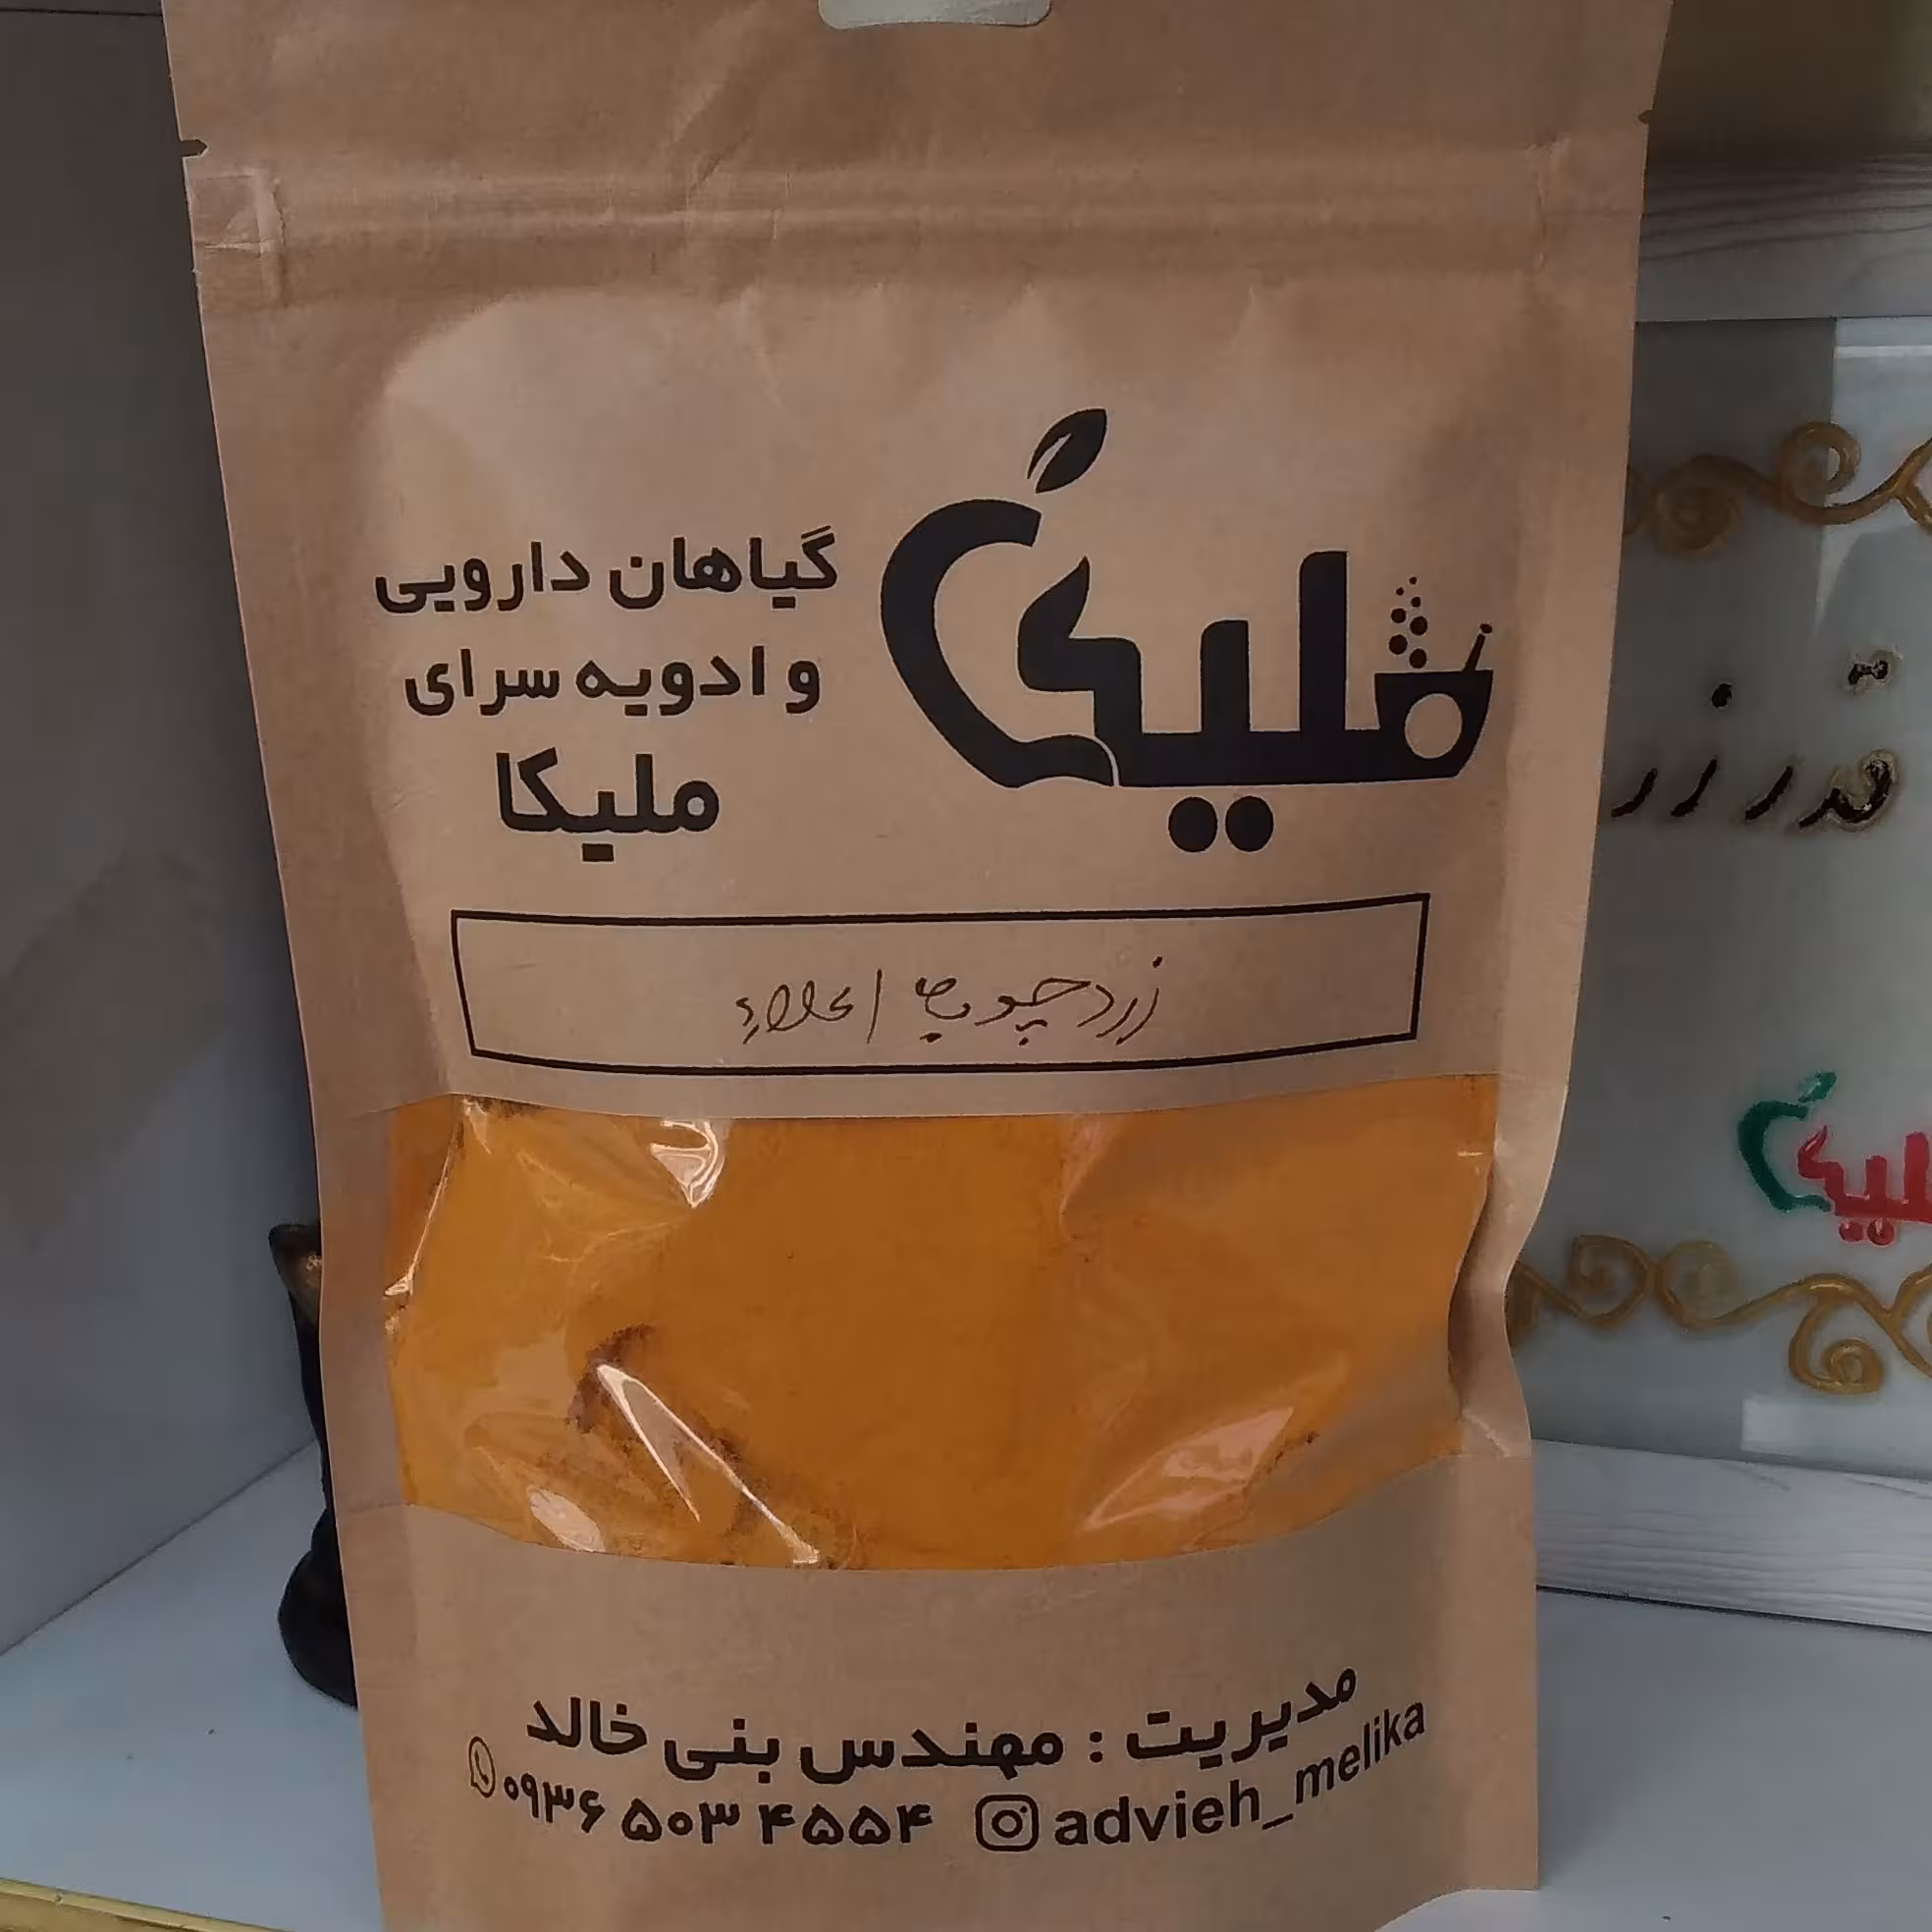 ملیکا
گیاهان دارویی
و ادویه سرای
ملیکا
زردچوبه اعلاء
مدیریت : مهندس بنی خالد
۰۹۳۶ ۵۰۳ ۴۵۵۴
advieh_melika